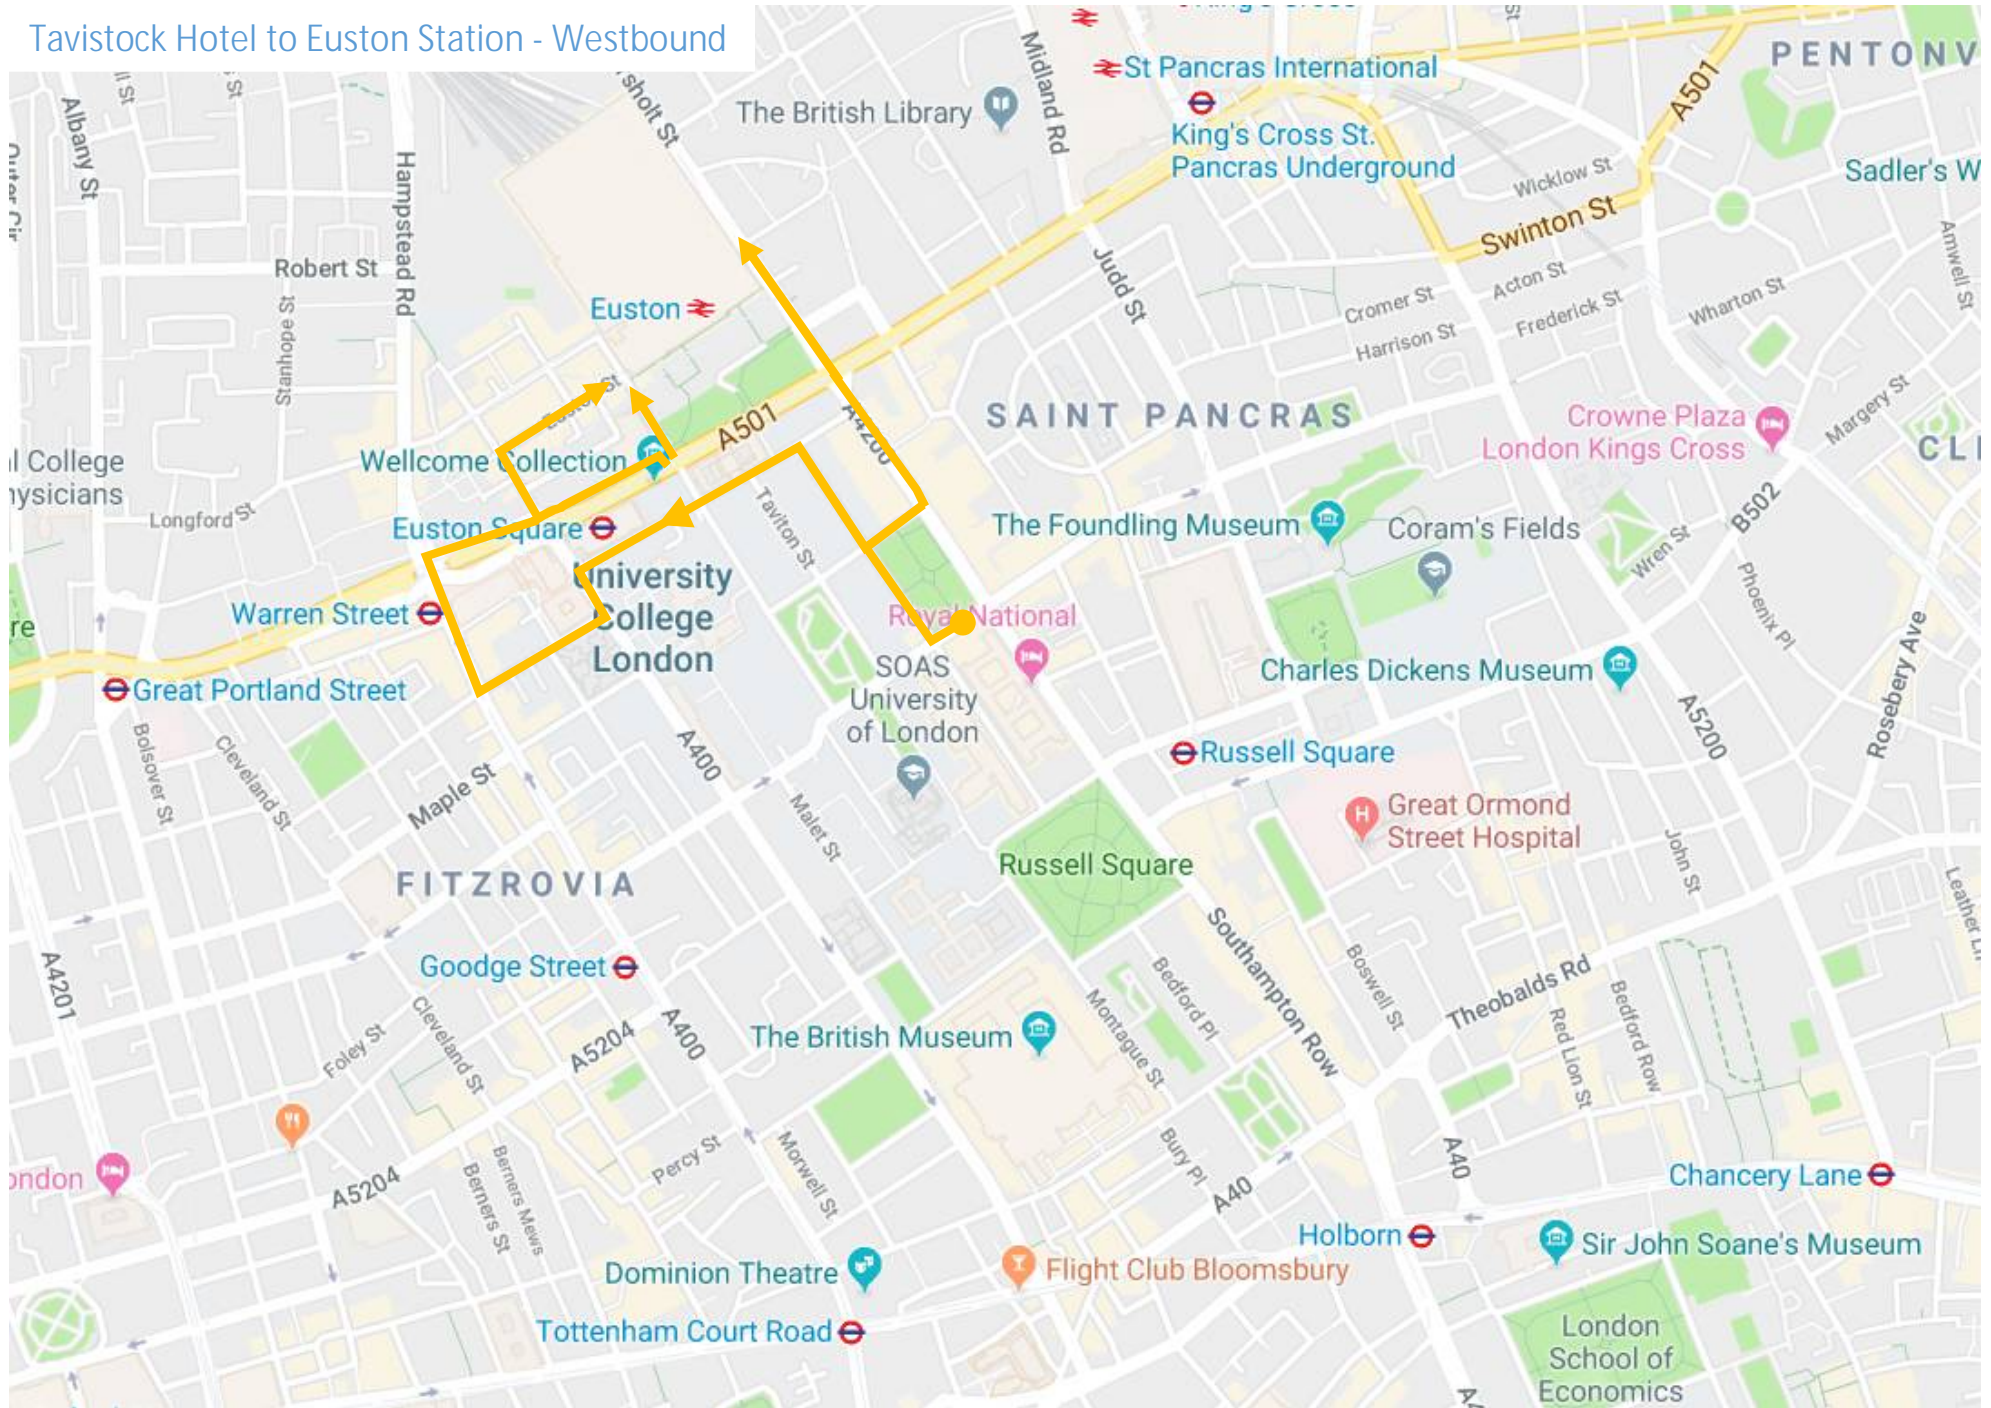 Tavistock Hotel to Euston Station - Westbound
PENTONV
St Pancras International
Midland Rd
A501
The British Library
King's Cross St.
Pancras Underground
Albany St
Hampstead Rd
Wicklow St
Sadler's W
Swinton St
Amwell St
Robert St
Judd St
Acton St
Euston
Cromer St
Frederick St
Wharton St
Stanhope St
Harrison St
A501
A4200
SAINT PANCRAS
Crowne Plaza
London Kings Cross
Margery St
Wellcome Collection
l College
hysicians
CLI
Longford St
Euston Square
Taviton St
The Foundling Museum
Coram's Fields
B502
Wren St
University
College
London
Phoenix Pl
Warren Street
Royal National
re
SOAS
University
of London
Charles Dickens Museum
Great Portland Street
Rosebery Ave
A5200
Bolsover St
Cleveland St
A400
Russell Square
Maple St
Malet St
Great Ormond
Street Hospital
John St
Russell Square
FITZROVIA
Leather Ln
Southampton Row
Goodge Street
Boswell St
Theobalds Rd
A4201
Bedford Pl
Bedford Row
Red Lion St
Montague St
Cleveland St
Foley St
A5204
A400
The British Museum
Percy St
Morwell St
Bury Pl
A40
A40
Berners Mews
Berners St
A5204
ondon
Chancery Lane
Holborn
Sir John Soane's Museum
Dominion Theatre
Flight Club Bloomsbury
Tottenham Court Road
London
School of
Economics